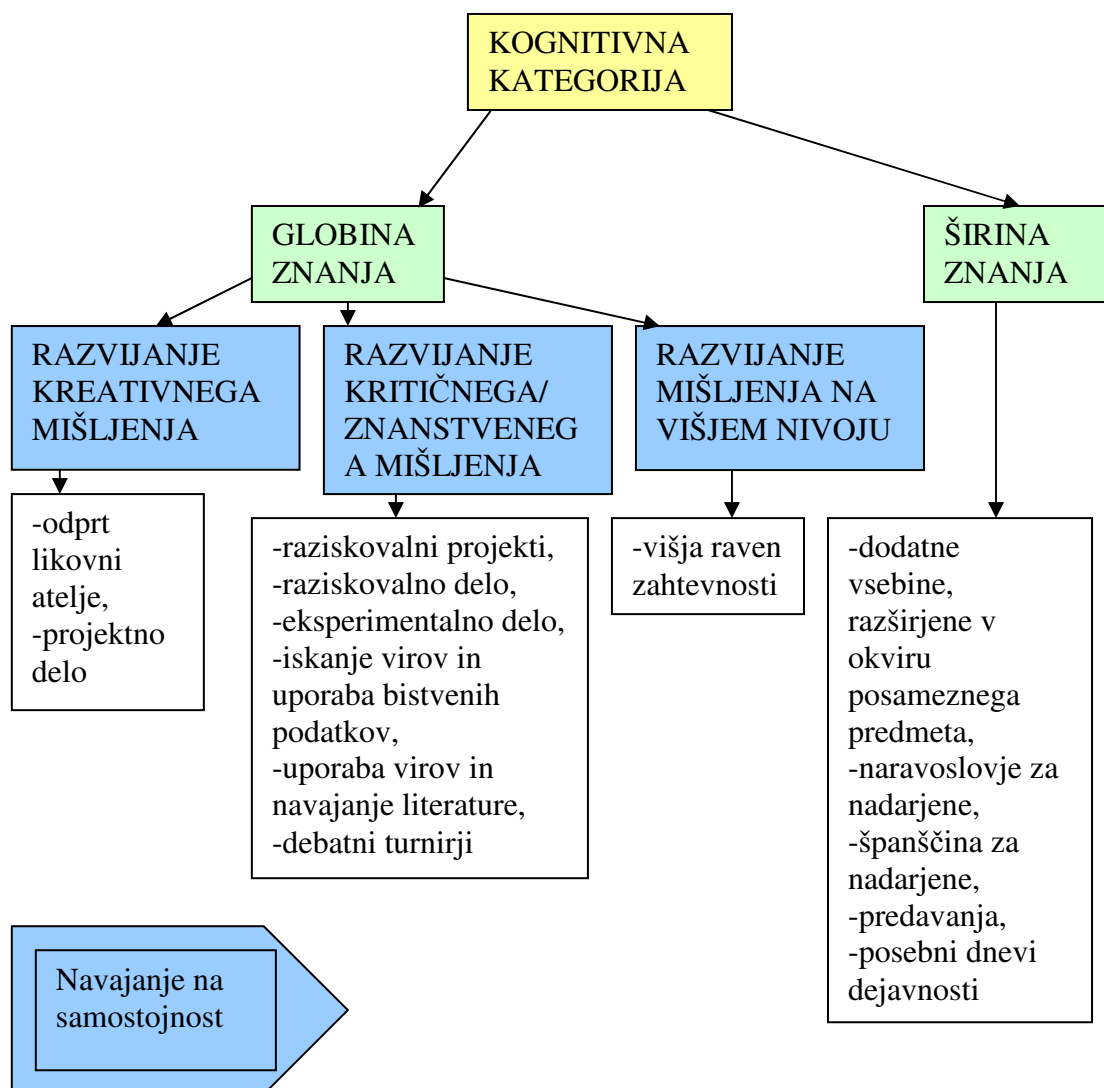 KOGNITIVNA
KATEGORIJA
GLOBINA
ZNANJA
ŠIRINA
ZNANJA
RAZVIJANJE
KREATIVNEGA
MIŠLJENJA
RAZVIJANJE
KRITIČNEGA/
ZNANSTVENEG
A MIŠLJENJA
RAZVIJANJE
MIŠLJENJA NA
VIŠJEM NIVOJU
-odprt
likovni
atelje,
-projektno
delo
-raziskovalni projekti,
-raziskovalno delo,
-eksperimentalno delo,
-iskanje virov in
uporaba bistvenih
podatkov,
-uporaba virov in
navajanje literature,
-debatni turnirji
-višja raven
zahtevnosti
-dodatne
vsebine,
razširjene v
okviru
posameznega
predmeta,
-naravoslovje za
nadarjene,
-španščina za
nadarjene,
-predavanja,
-posebni dnevi
dejavnosti
Navajanje na
samostojnost